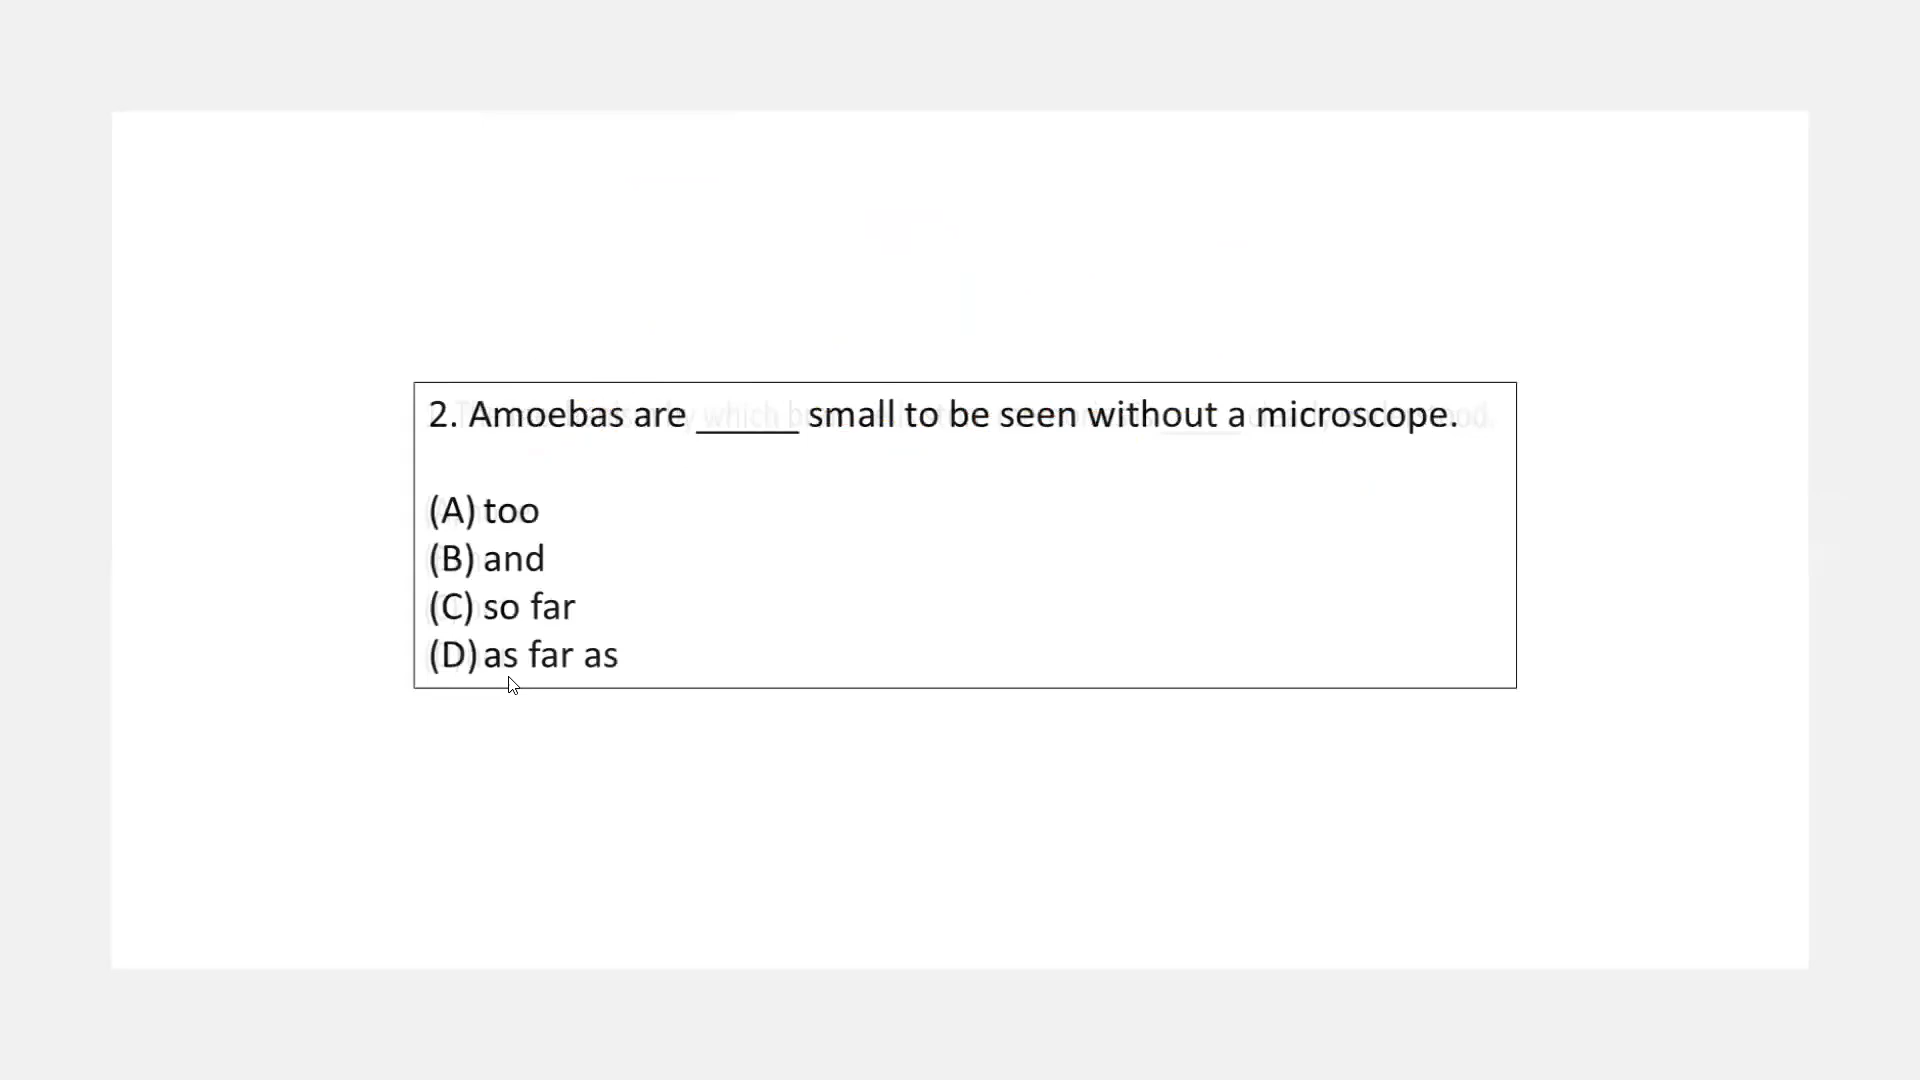 2. Amoebas are ______ small to be seen without a microscope.
(A) too
(B) and
(C) so far
(D) as far as